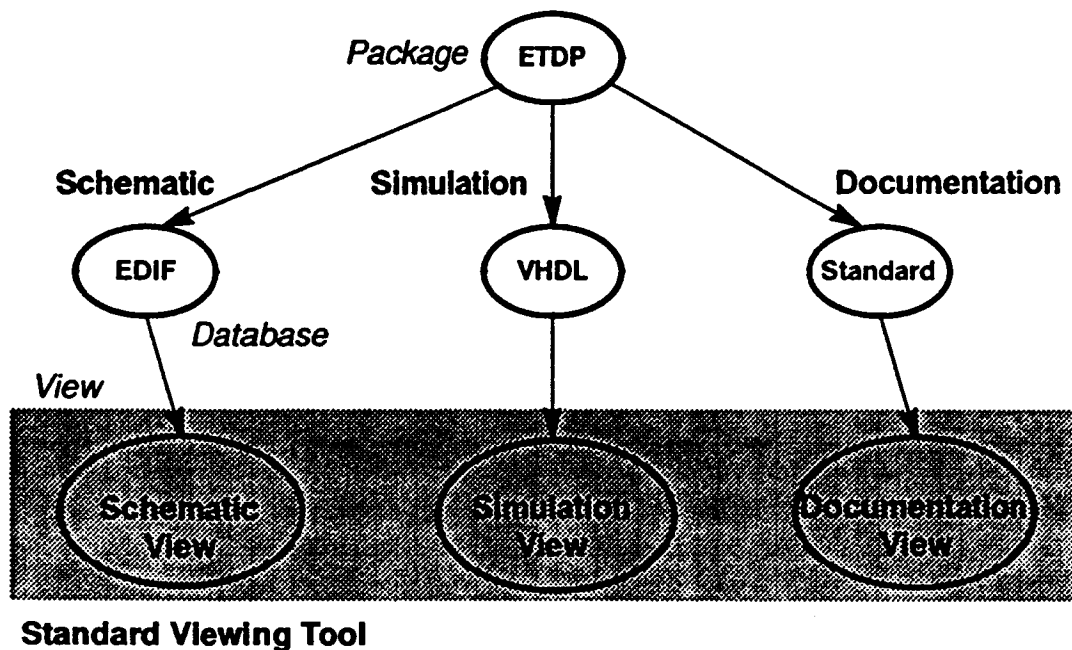 Package
ETDP
Schematic
Simulation
Documentation
EDIF
VHDL
Standard
Database
View
Schematic
View
Simulation
View
Documentation
View
Standard Viewing Tool